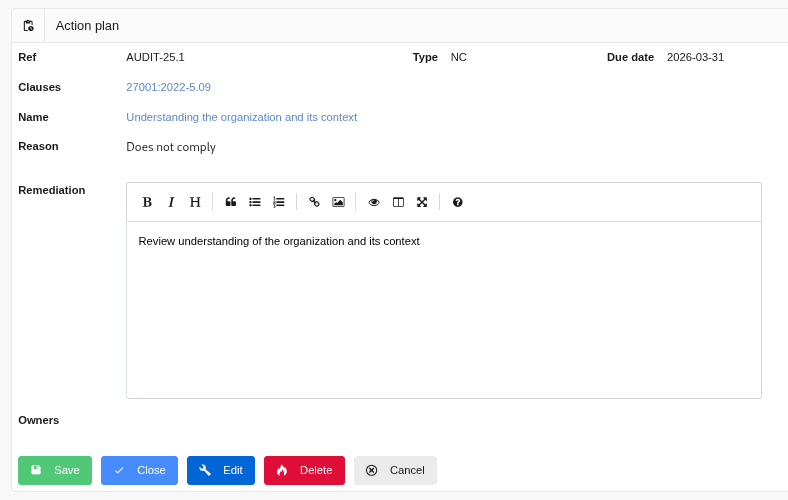 Action plan
Ref AUDIT-25.1 Type NC Due date 2026-03-31
Clauses 27001:2022-5.09
Name Understanding the organization and its context
Reason Does not comply
Remediation
B I H
Review understanding of the organization and its context
Owners
Save Close Edit Delete Cancel